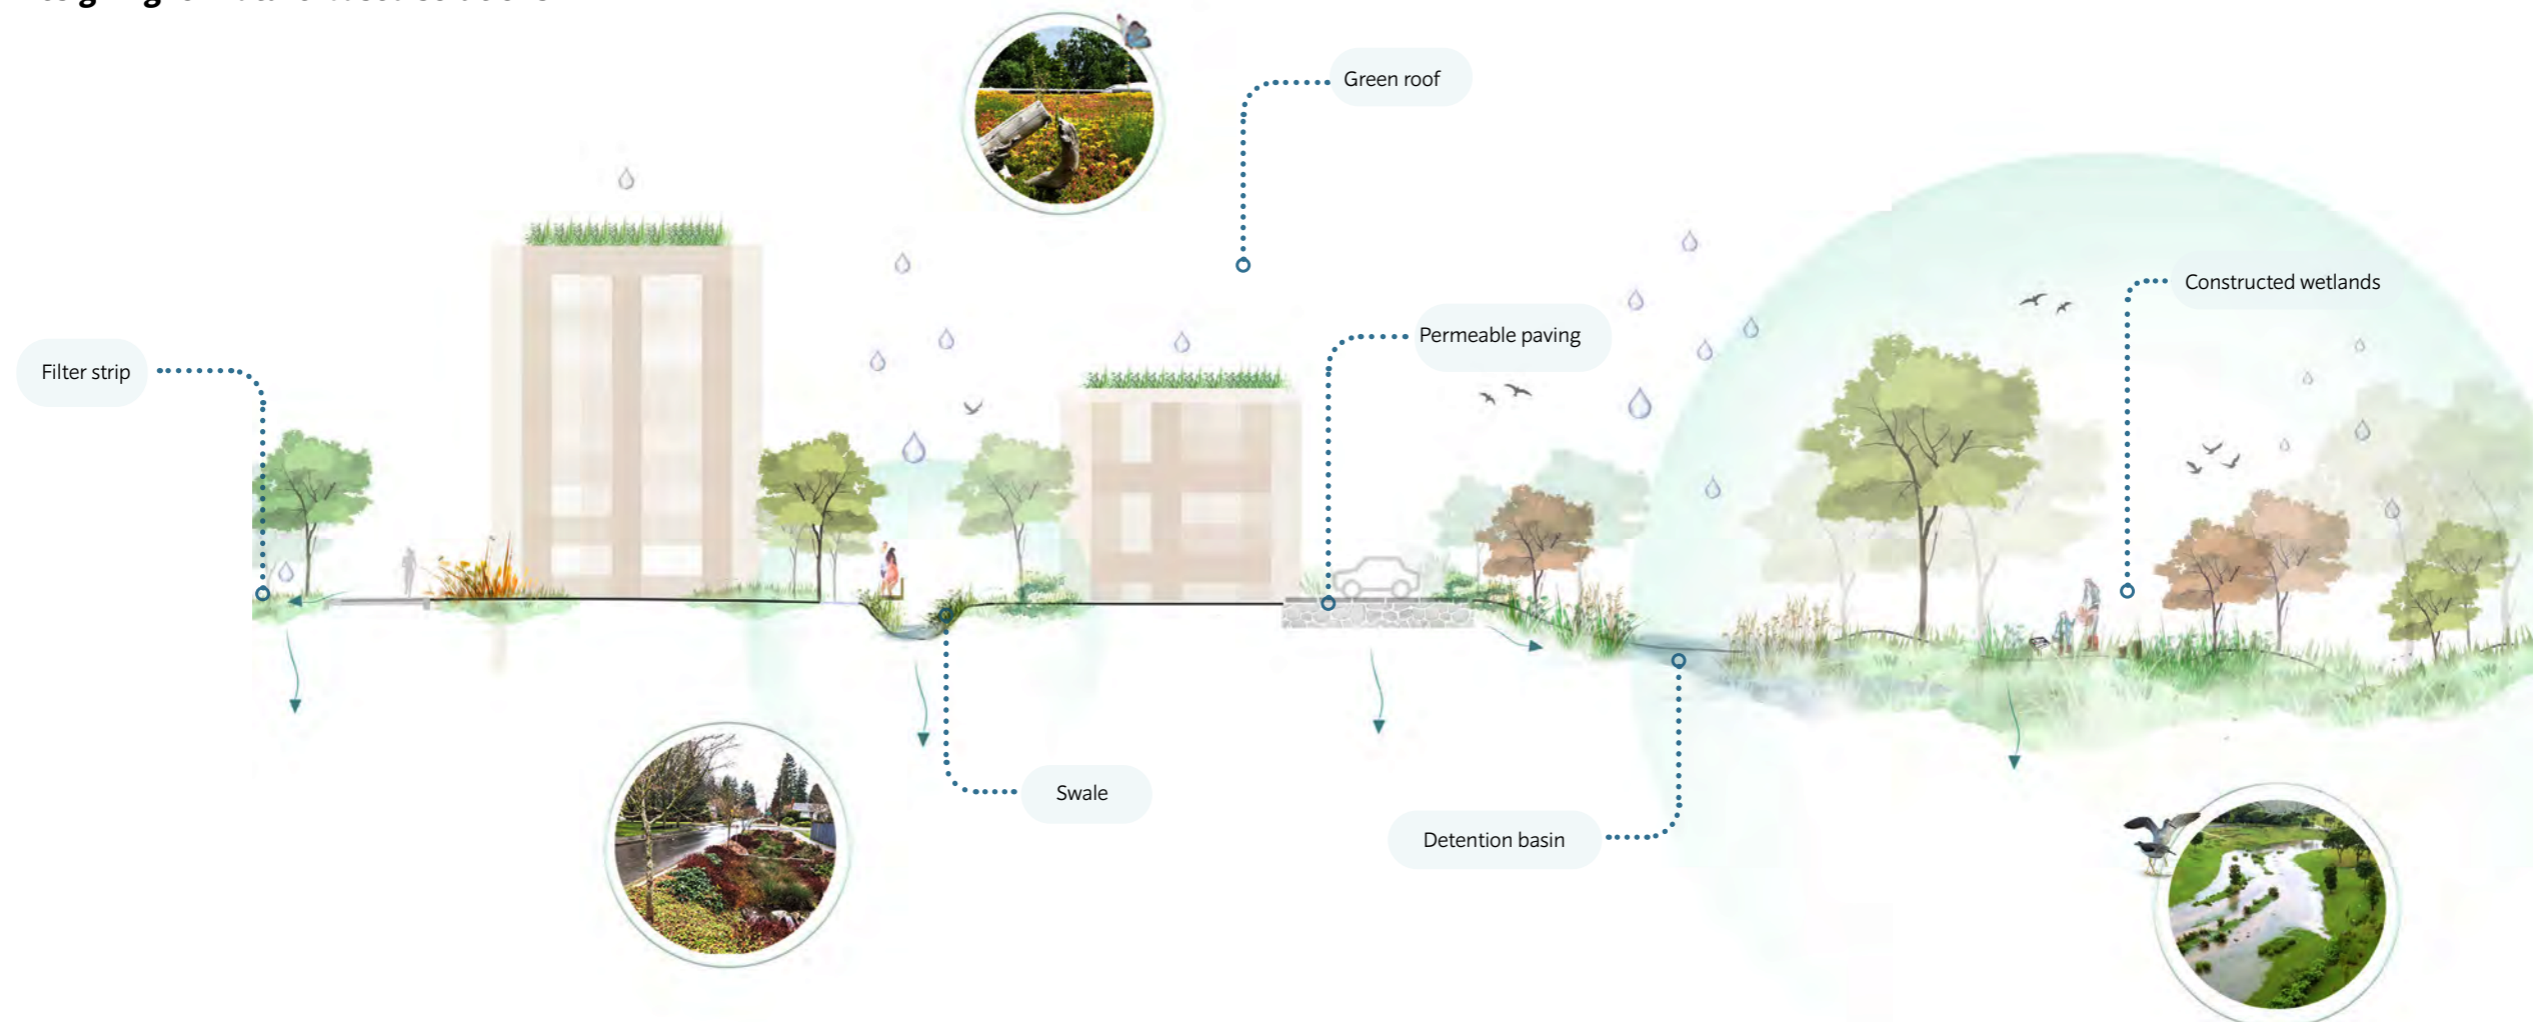 Green roof
Constructed wetlands
Permeable paving
Filter strip
Swale
Detention basin